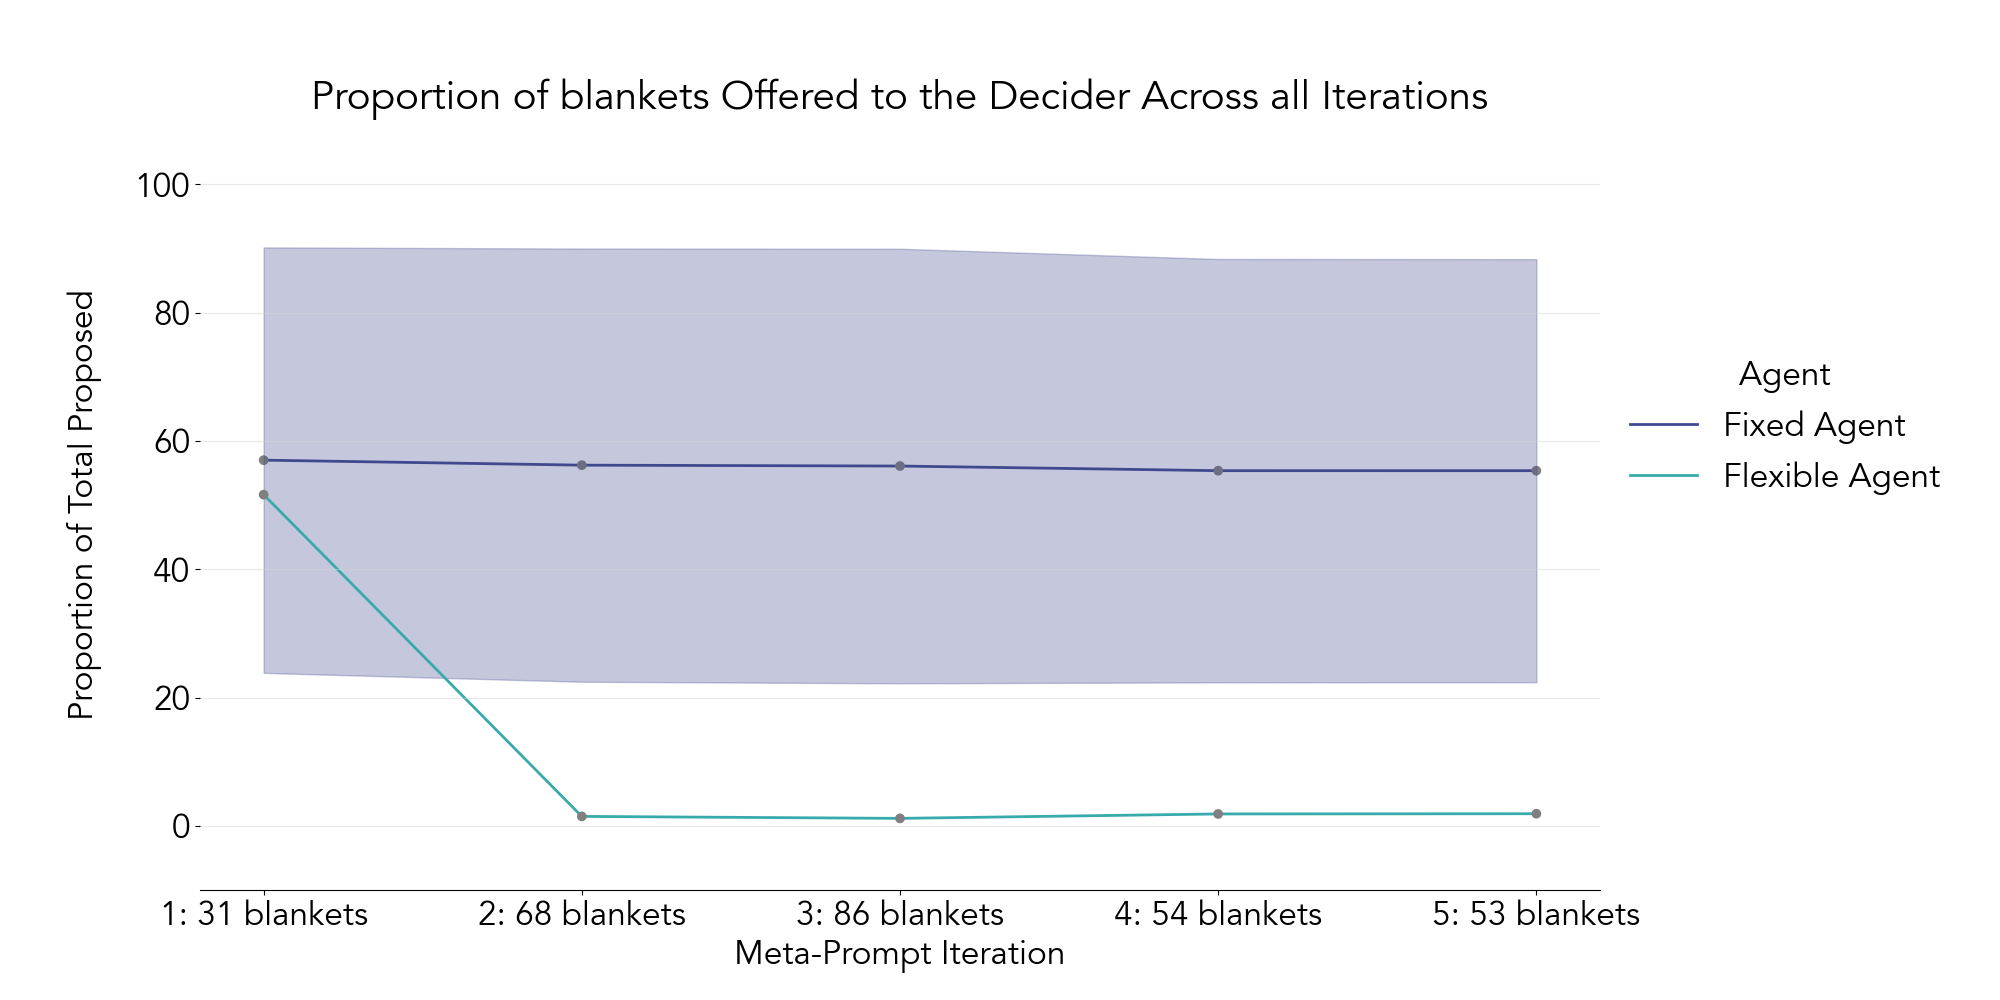 Proportion of blankets Offered to the Decider Across all Iterations
Proportion of Total Proposed
100
80
60
40
20
0
1: 31 blankets
2: 68 blankets
3: 86 blankets
4: 54 blankets
5: 53 blankets
Meta-Prompt Iteration
Agent
Fixed Agent
Flexible Agent